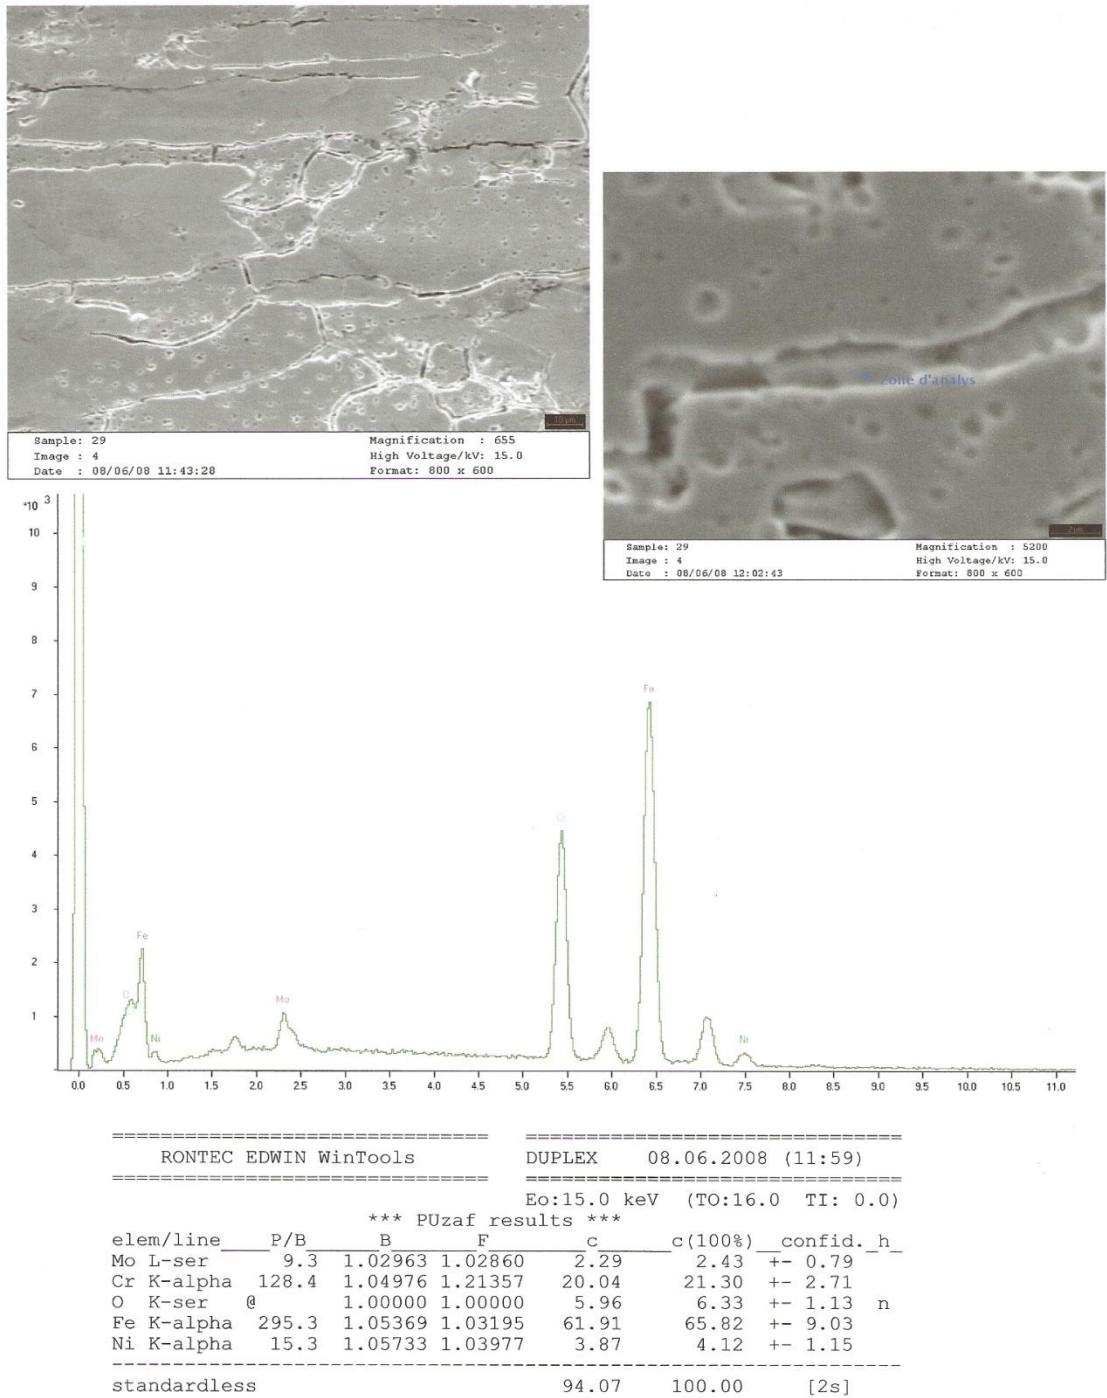 10µm
Sample: 29 Magnification : 655
Image : 4 High Voltage/kV: 15.0
Date : 08/06/08 11:43:28 Format: 800 x 600
Zone d'analys
2µm
Sample: 29 Magnification : 5200
Image : 4 High Voltage/kV: 15.0
Date : 08/06/08 12:02:43 Format: 800 x 600
*10 3
10
9
8
7
6
5
4
3
2
1
Fe
Fe
Mo
Mo
Ni
Ni
0.0 0.5 1.0 1.5 2.0 2.5 3.0 3.5 4.0 4.5 5.0 5.5 6.0 6.5 7.0 7.5 8.0 8.5 9.0 9.5 10.0 10.5 11.0
RONTEC EDWIN WinTools DUPLEX 08.06.2008 (11:59)
Eo:15.0 keV (TO:16.0 TI: 0.0)
*** PUzaf results ***
elem/line P/B B F c c(100%) confid. h
Mo L-ser 9.3 1.02963 1.02860 2.29 2.43 +- 0.79
Cr K-alpha 128.4 1.04976 1.21357 20.04 21.30 +- 2.71
O K-ser @ 1.00000 1.00000 5.96 6.33 +- 1.13 n
Fe K-alpha 295.3 1.05369 1.03195 61.91 65.82 +- 9.03
Ni K-alpha 15.3 1.05733 1.03977 3.87 4.12 +- 1.15
standardless 94.07 100.00 [2s]